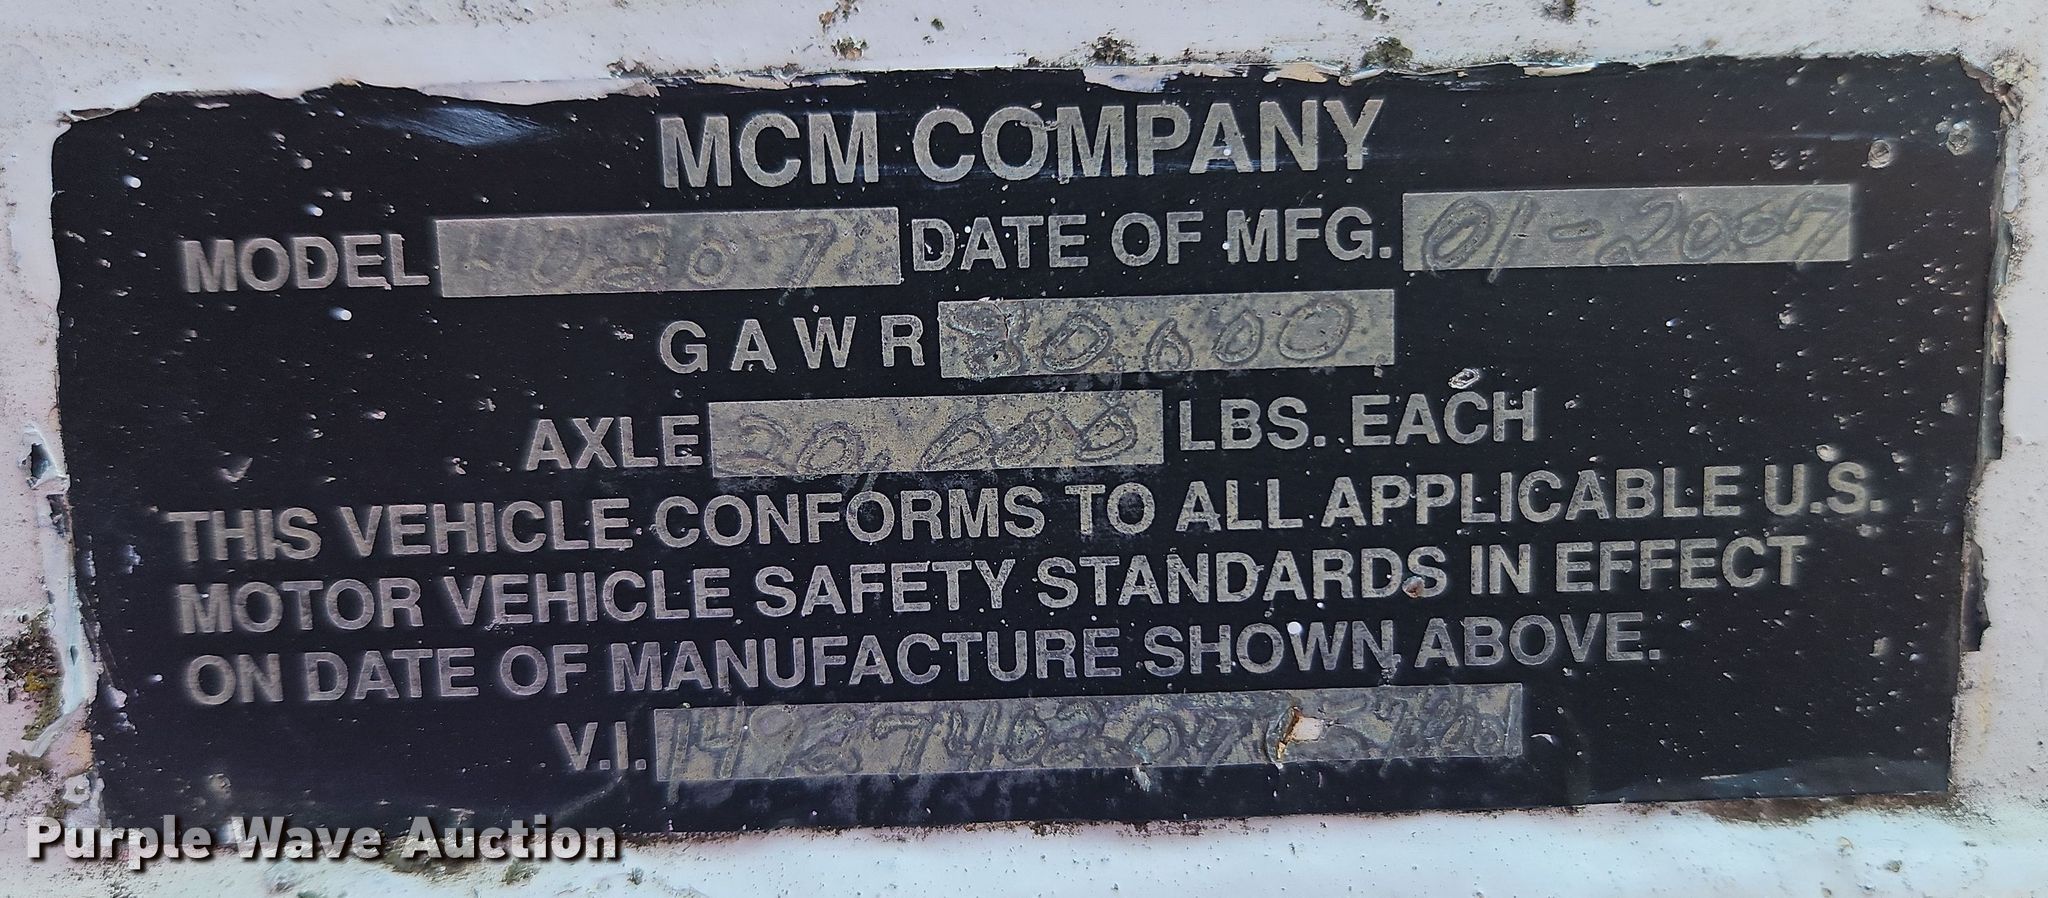 MCM COMPANY
MODEL 40207 DATE OF MFG. 01-2007
GAWR 80,000
AXLE 20,000 LBS. EACH
THIS VEHICLE CONFORMS TO ALL APPLICABLE U.S.
MOTOR VEHICLE SAFETY STANDARDS IN EFFECT
ON DATE OF MANUFACTURE SHOWN ABOVE.
V.I.
Purple Wave Auction